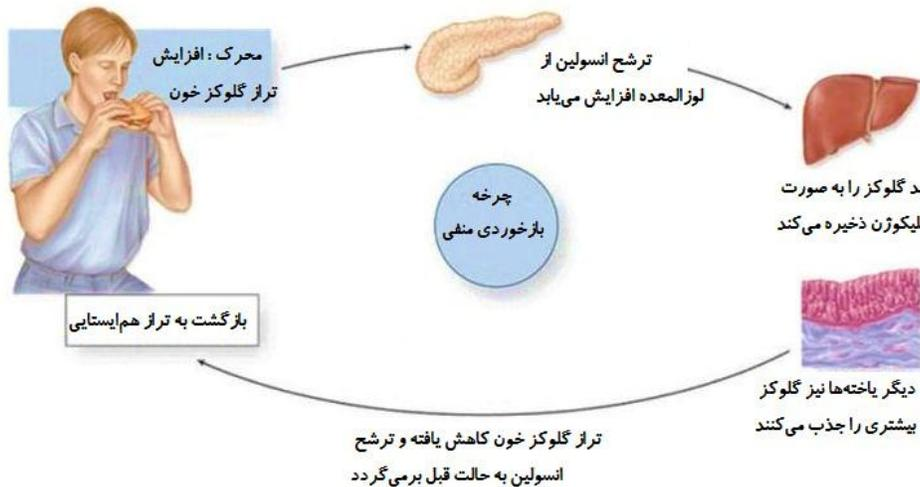 محرک : افزایش
تراز گلوکز خون
ترشح انسولین از
لوزالمعده افزایش می‌یابد
گلوکز را به صورت
ذخیره می‌کند
دیگر یاخته‌ها نیز گلوکز
بیشتری را جذب می‌کنند
تراز گلوکز خون کاهش یافته و ترشح
انسولین به حالت قبل برمی‌گردد
بازگشت به تراز هم‌ایستایی
چرخه
بازخوردی منفی